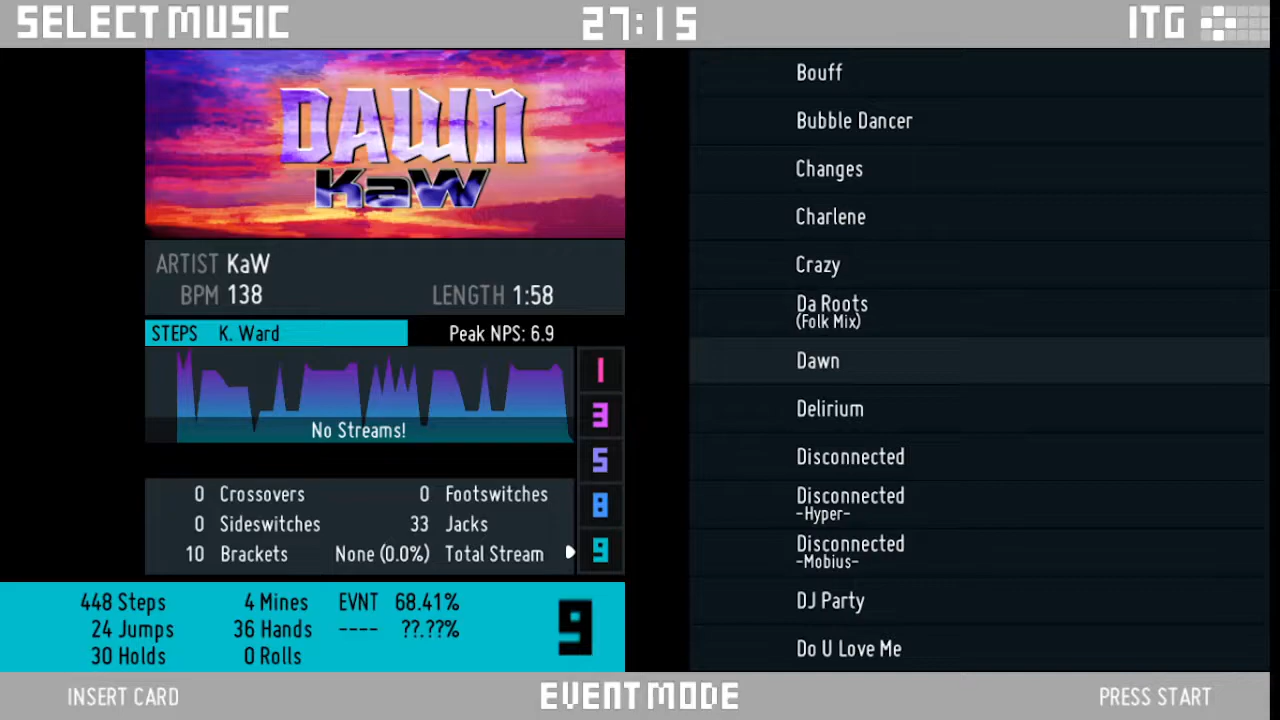 SELECT MUSIC
27:15
ITG
DAWN
KaW
ARTIST KaW
BPM 138
LENGTH 1:58
STEPS K. Ward
Peak NPS: 6.9
No Streams!
1
3
5
8
9
0 Crossovers
0 Footswitches
0 Sideswitches
33 Jacks
10 Brackets
None (0.0%) Total Stream
448 Steps
4 Mines
EVNT 68.41%
24 Jumps
36 Hands
---- ??.??%
30 Holds
0 Rolls
9
Bouff
Bubble Dancer
Changes
Charlene
Crazy
Da Roots
(Folk Mix)
Dawn
Delirium
Disconnected
Disconnected
-Hyper-
Disconnected
-Mobius-
DJ Party
Do U Love Me
INSERT CARD
EVENT MODE
PRESS START